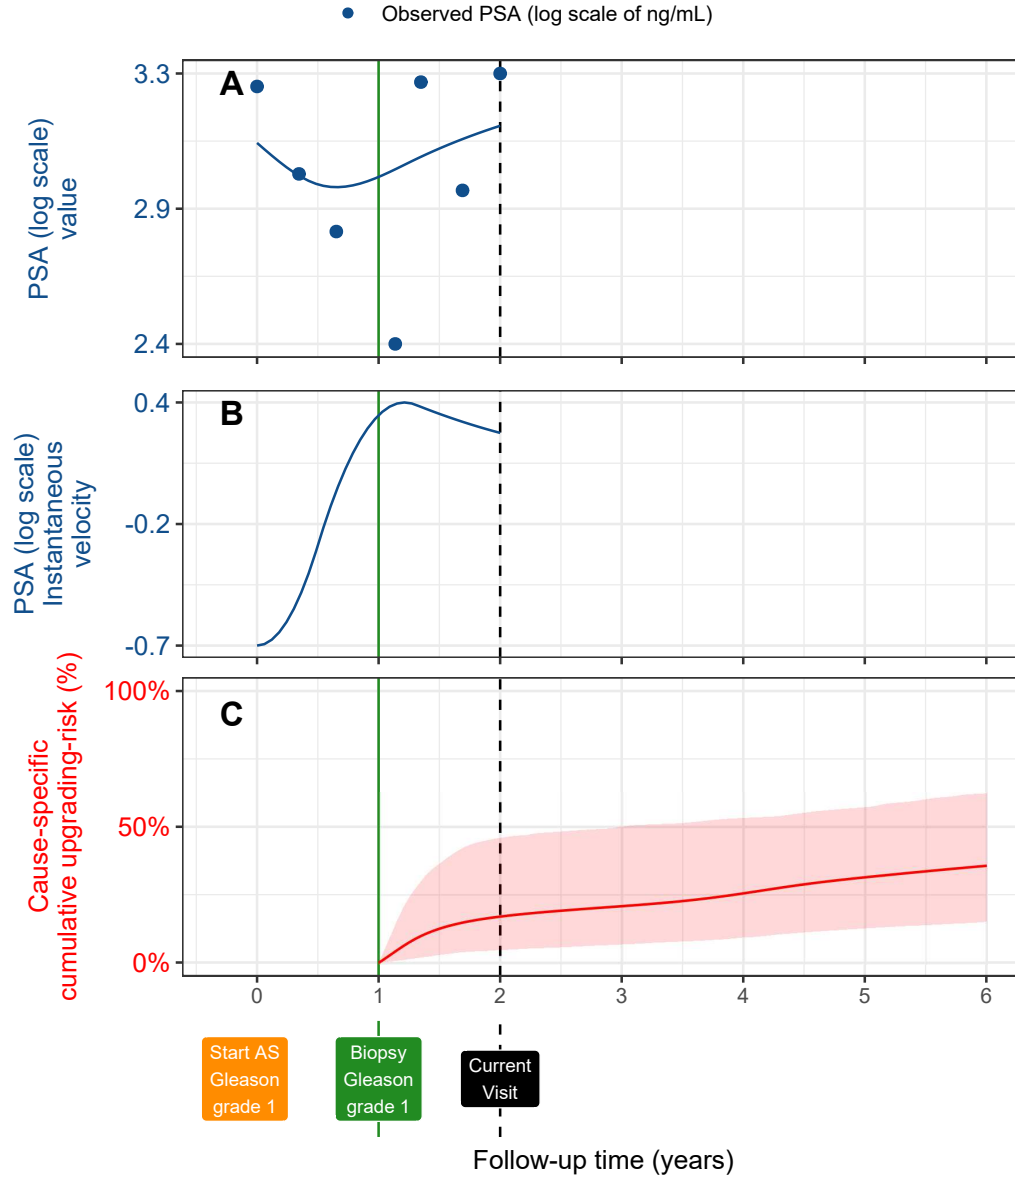 Observed PSA (log scale of ng/mL)
A
PSA (log scale)
value
3.3
2.9
2.4
B
PSA (log scale)
Instantaneous
velocity
0.4
-0.2
-0.7
C
Cause-specific
cumulative upgrading-risk (%)
100%
50%
0%
0 1 2 3 4 5 6
Start AS
Gleason
grade 1
Biopsy
Gleason
grade 1
Current
Visit
Follow-up time (years)